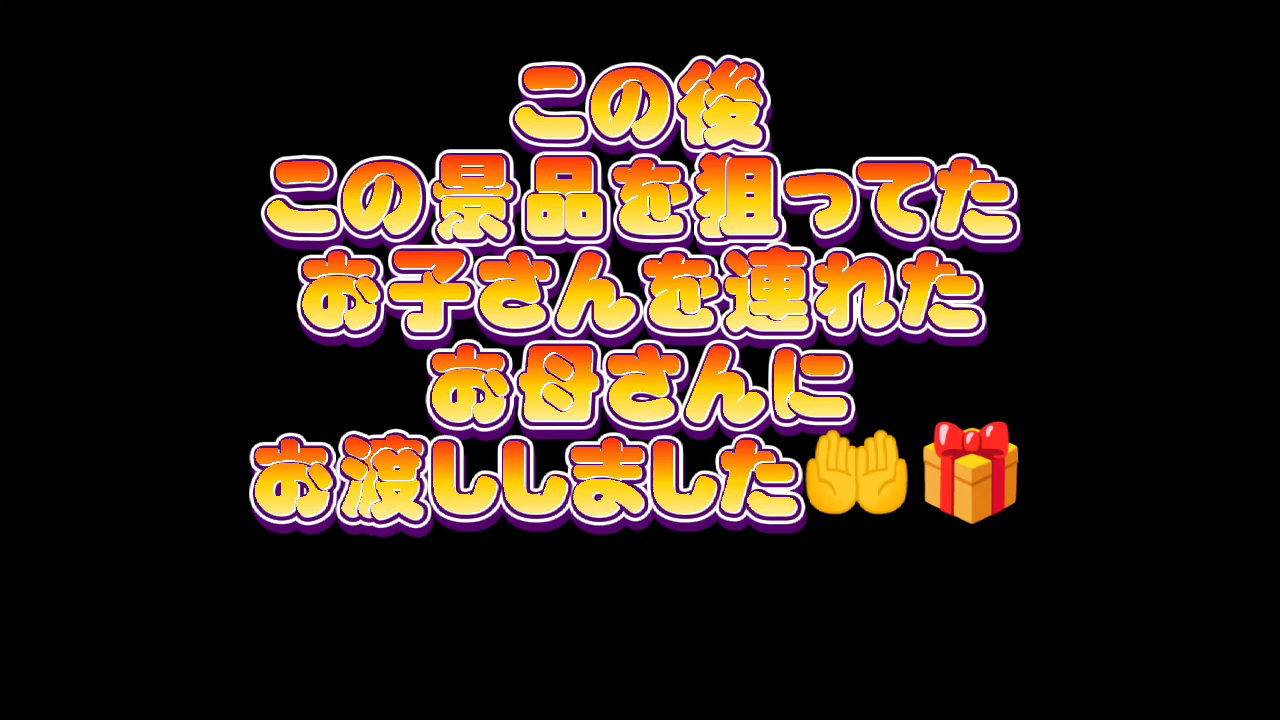 この後
この景品を狙ってた
お子さんを連れた
お母さんに
お渡ししました🤲🎁